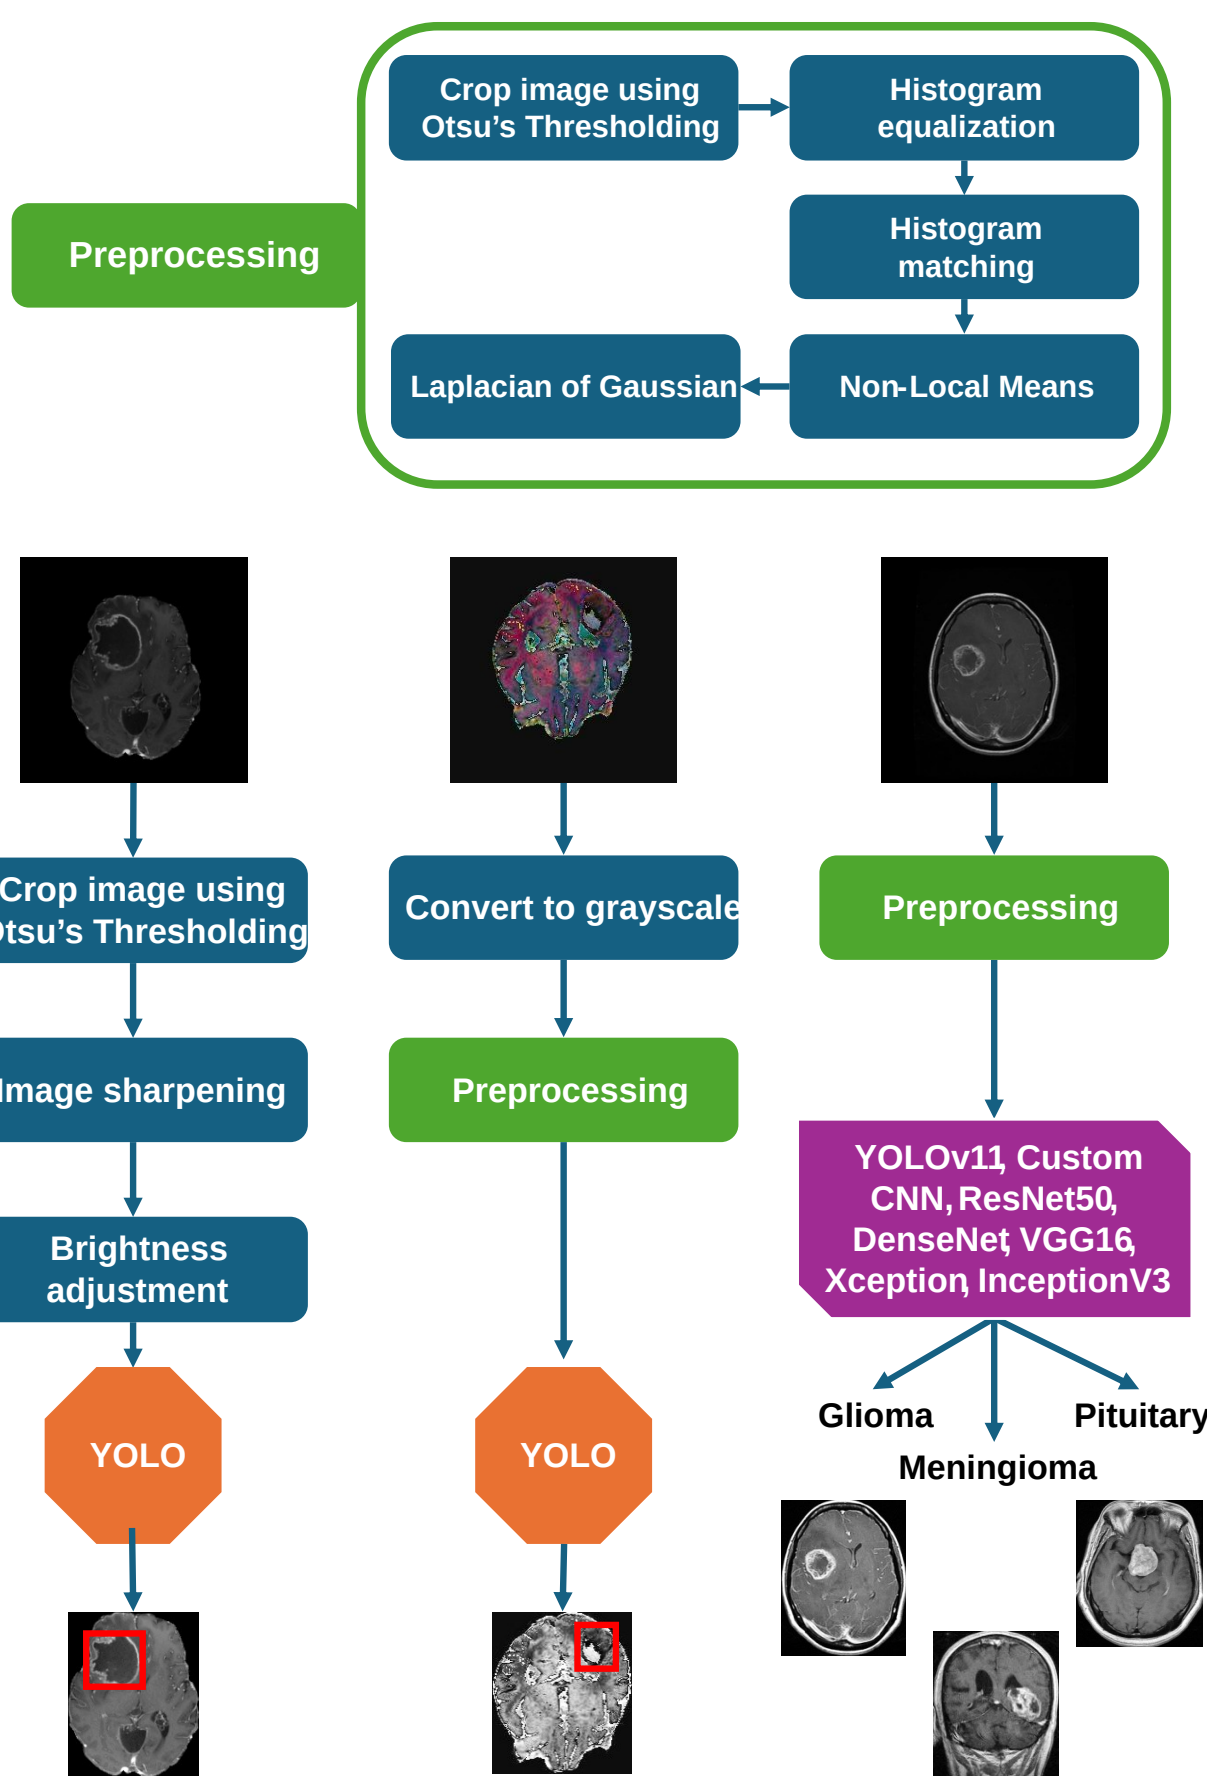 Crop image using
Otsu's Thresholding
Histogram
equalization
Preprocessing
Histogram
matching
Laplacian of Gaussian
Non-Local Means
Crop image using
Otsu's Thresholding
Convert to grayscale
Preprocessing
Image sharpening
Preprocessing
YOLOv11, Custom
CNN, ResNet50,
DenseNet, VGG16,
Xception, InceptionV3
Brightness
adjustment
Glioma
Pituitary
Meningioma
YOLO
YOLO